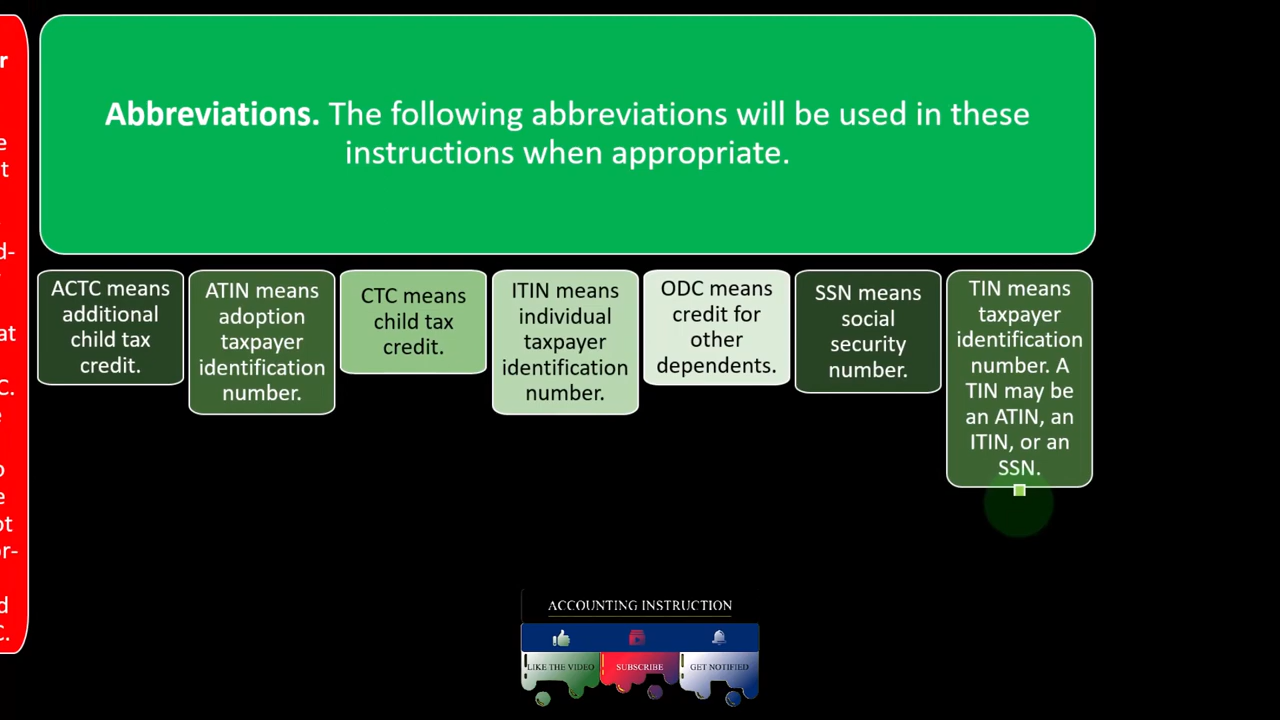 r
e
t
d-
at
C.
e
o
e
ot
or-
d
C.
Abbreviations. The following abbreviations will be used in these
instructions when appropriate.
ACTC means
additional
child tax
credit.
ATIN means
adoption
taxpayer
identification
number.
CTC means
child tax
credit.
ITIN means
individual
taxpayer
identification
number.
ODC means
credit for
other
dependents.
SSN means
social
security
number.
TIN means
taxpayer
identification
number. A
TIN may be
an ATIN, an
ITIN, or an
SSN.
ACCOUNTING INSTRUCTION
LIKE THE VIDEO
SUBSCRIBE
GET NOTIFIED